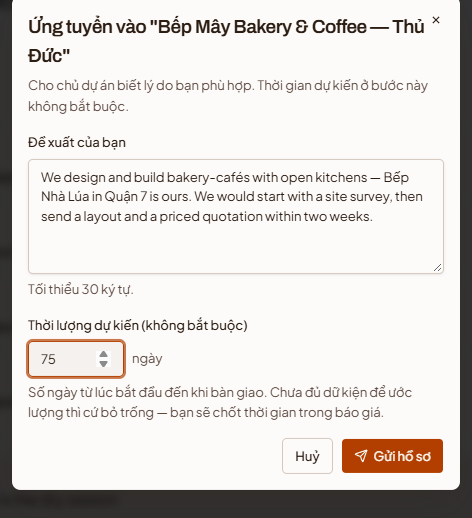 Ứng tuyển vào "Bếp Mây Bakery & Coffee — Thủ
Đức"
×
Cho chủ dự án biết lý do bạn phù hợp. Thời gian dự kiến ở bước này
không bắt buộc.
Đề xuất của bạn
We design and build bakery-cafés with open kitchens — Bếp
Nhà Lúa in Quận 7 is ours. We would start with a site survey, then
send a layout and a priced quotation within two weeks.
Tối thiểu 30 ký tự.
Thời lượng dự kiến (không bắt buộc)
75 ngày
Số ngày từ lúc bắt đầu đến khi bàn giao. Chưa đủ dữ kiện để ước
lượng thì cứ bỏ trống — bạn sẽ chốt thời gian trong báo giá.
Huỷ Gửi hồ sơ